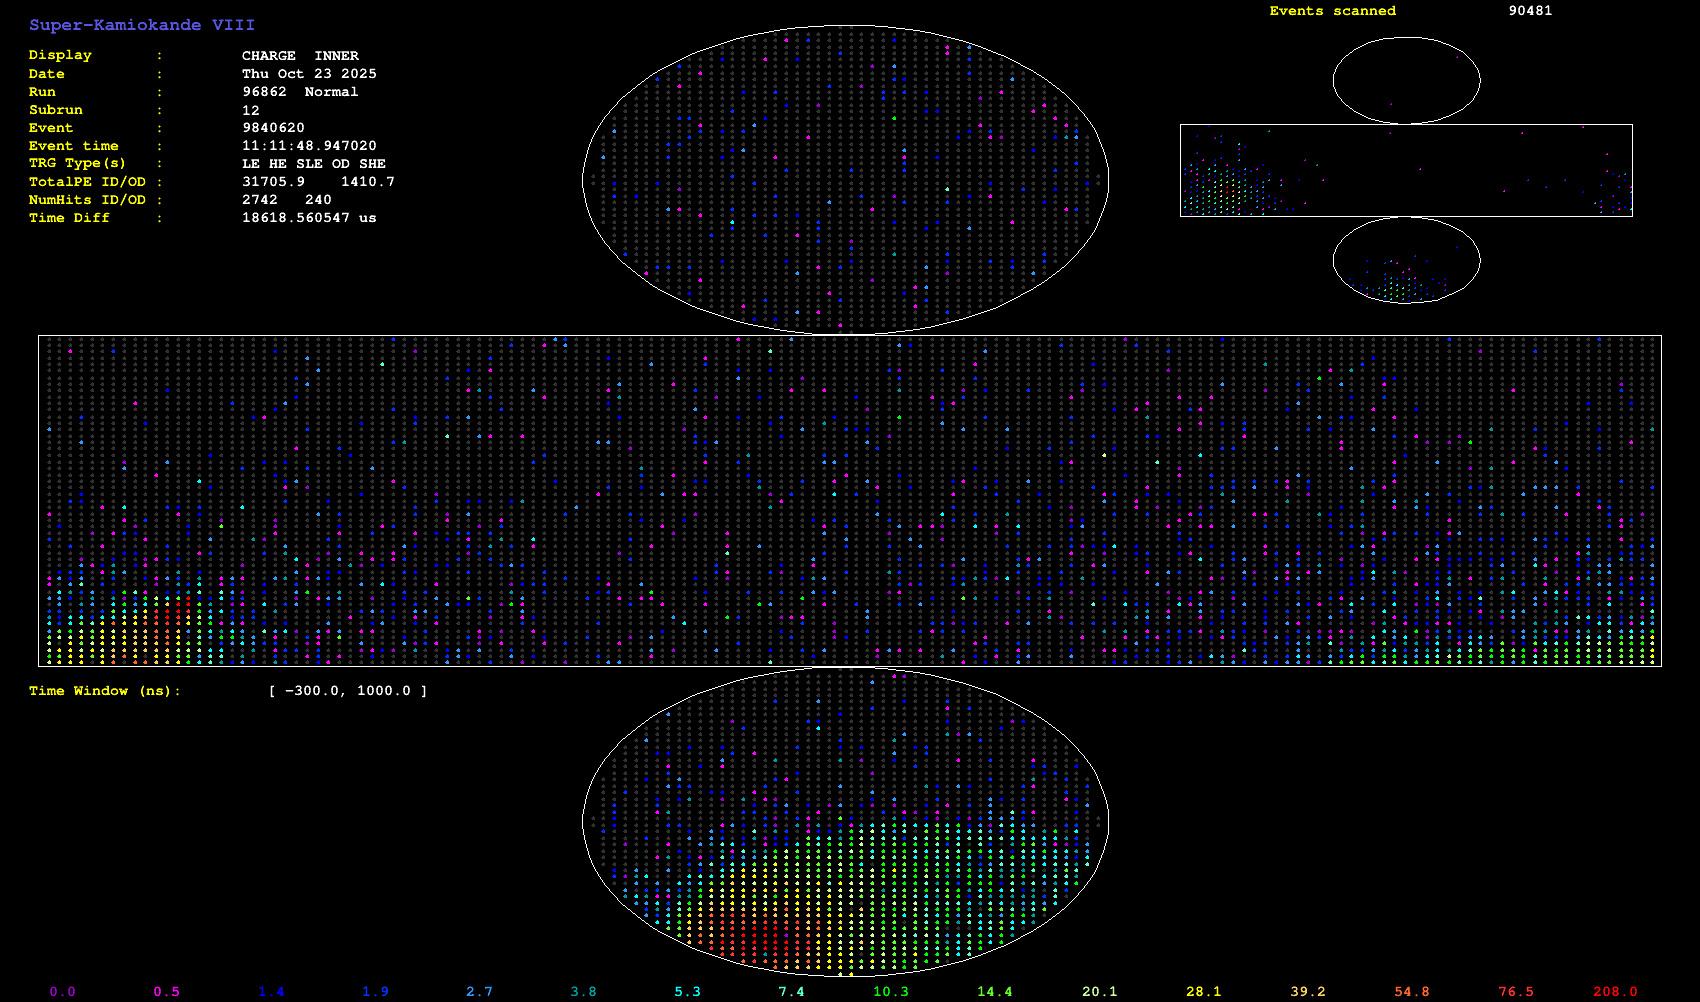 Super-Kamiokande VIII
Events scanned 90481
Display : CHARGE INNER
Date : Thu Oct 23 2025
Run : 96862 Normal
Subrun : 12
Event : 9840620
Event time : 11:11:48.947020
TRG Type(s) : LE HE SLE OD SHE
TotalPE ID/OD : 31705.9 1410.7
NumHits ID/OD : 2742 240
Time Diff : 18618.560547 us
Time Window (ns): [ -300.0, 1000.0 ]
0.0 0.5 1.4 1.9 2.7 3.8 5.3 7.4 10.3 14.4 20.1 28.1 39.2 54.8 76.5 208.0